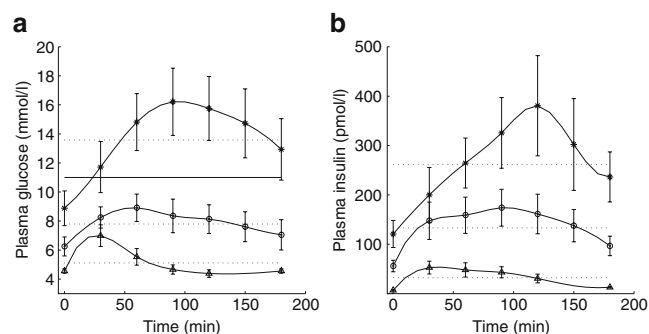 a
Plasma glucose (mmol/l)
20
18
16
14
12
10
8
6
4
0 50 100 150 200
Time (min)
b
Plasma insulin (pmol/l)
500
400
300
200
100
0 50 100 150 200
Time (min)